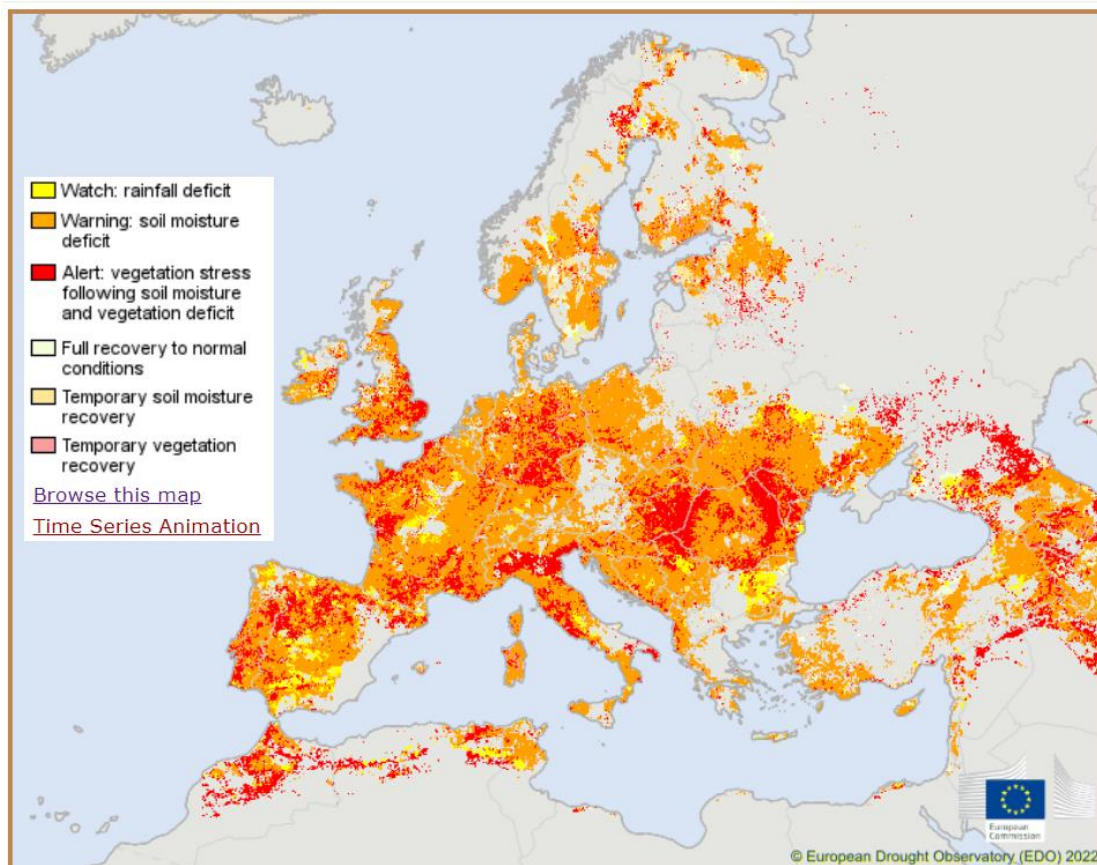 Watch: rainfall deficit
Warning: soil moisture
deficit
Alert: vegetation stress
following soil moisture
and vegetation deficit
Full recovery to normal
conditions
Temporary soil moisture
recovery
Temporary vegetation
recovery
Browse this map
Time Series Animation
European
Commission
© European Drought Observatory (EDO) 2022